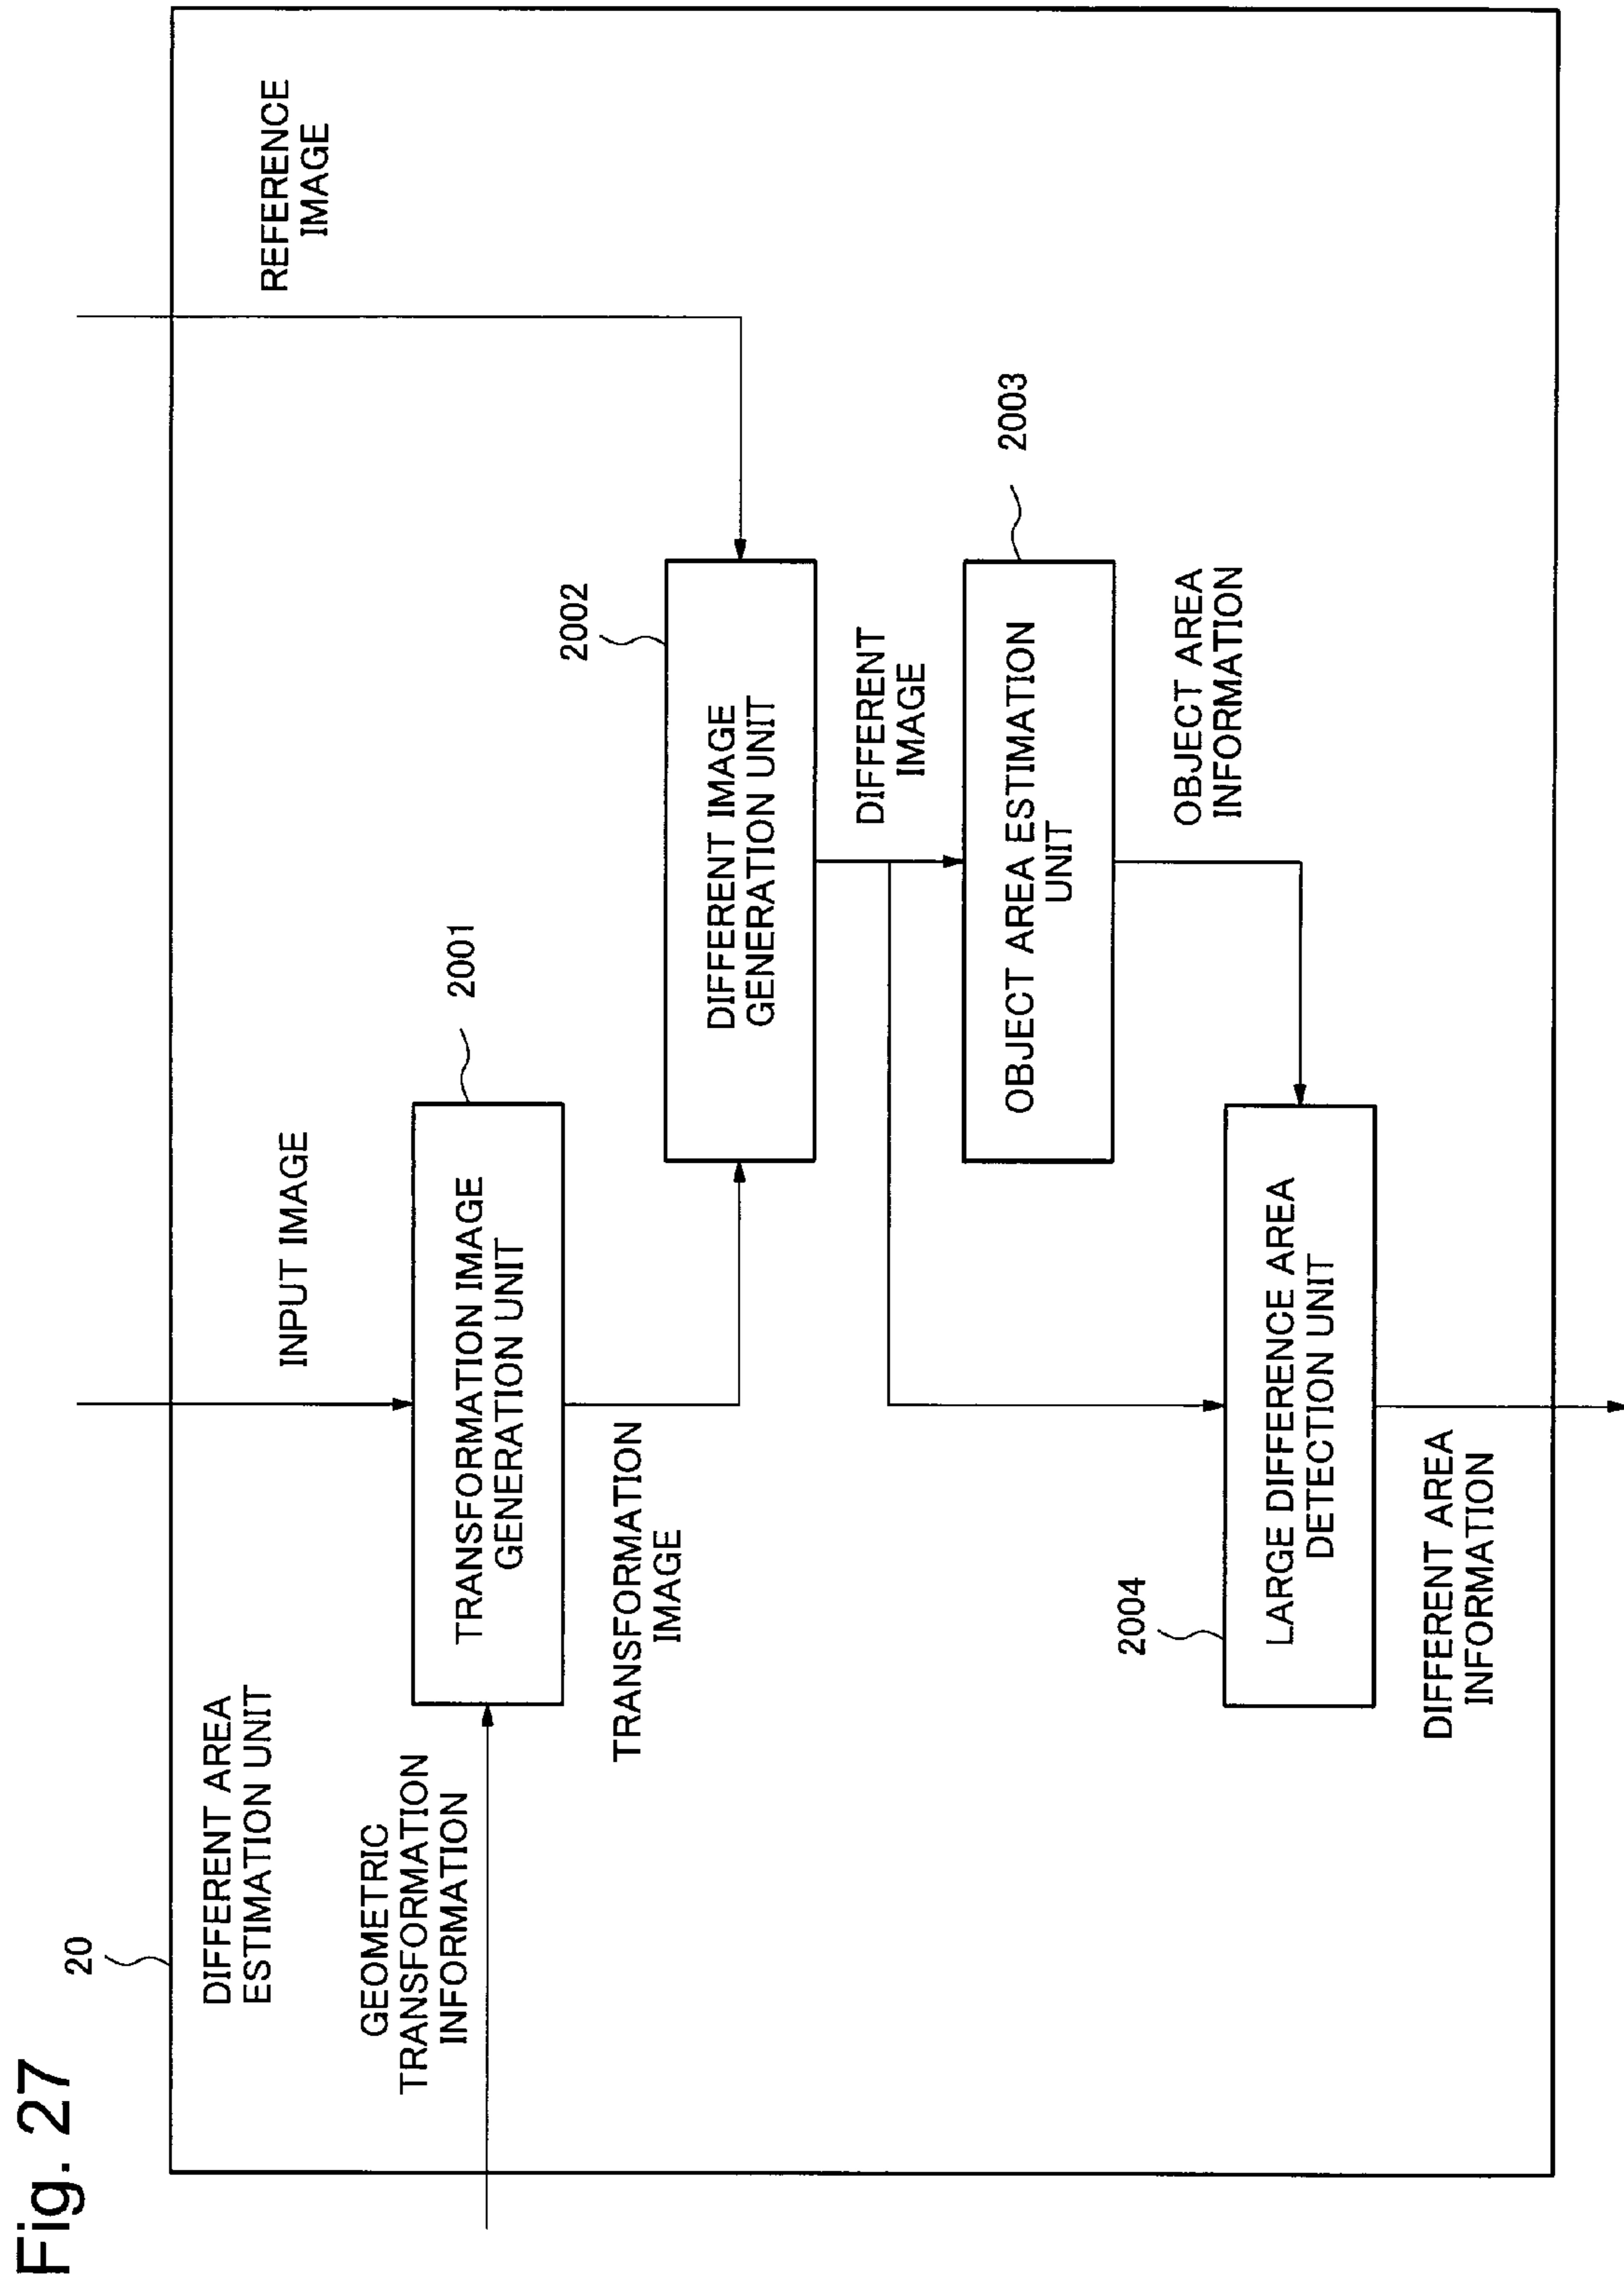 Fig. 27
20
DIFFERENT AREA
ESTIMATION UNIT
INPUT IMAGE
REFERENCE
IMAGE
GEOMETRIC
TRANSFORMATION
INFORMATION
2001
TRANSFORMATION IMAGE
GENERATION UNIT
TRANSFORMATION
IMAGE
2002
DIFFERENT IMAGE
GENERATION UNIT
DIFFERENT
IMAGE
2003
OBJECT AREA ESTIMATION
UNIT
OBJECT AREA
INFORMATION
2004
LARGE DIFFERENCE AREA
DETECTION UNIT
DIFFERENT AREA
INFORMATION